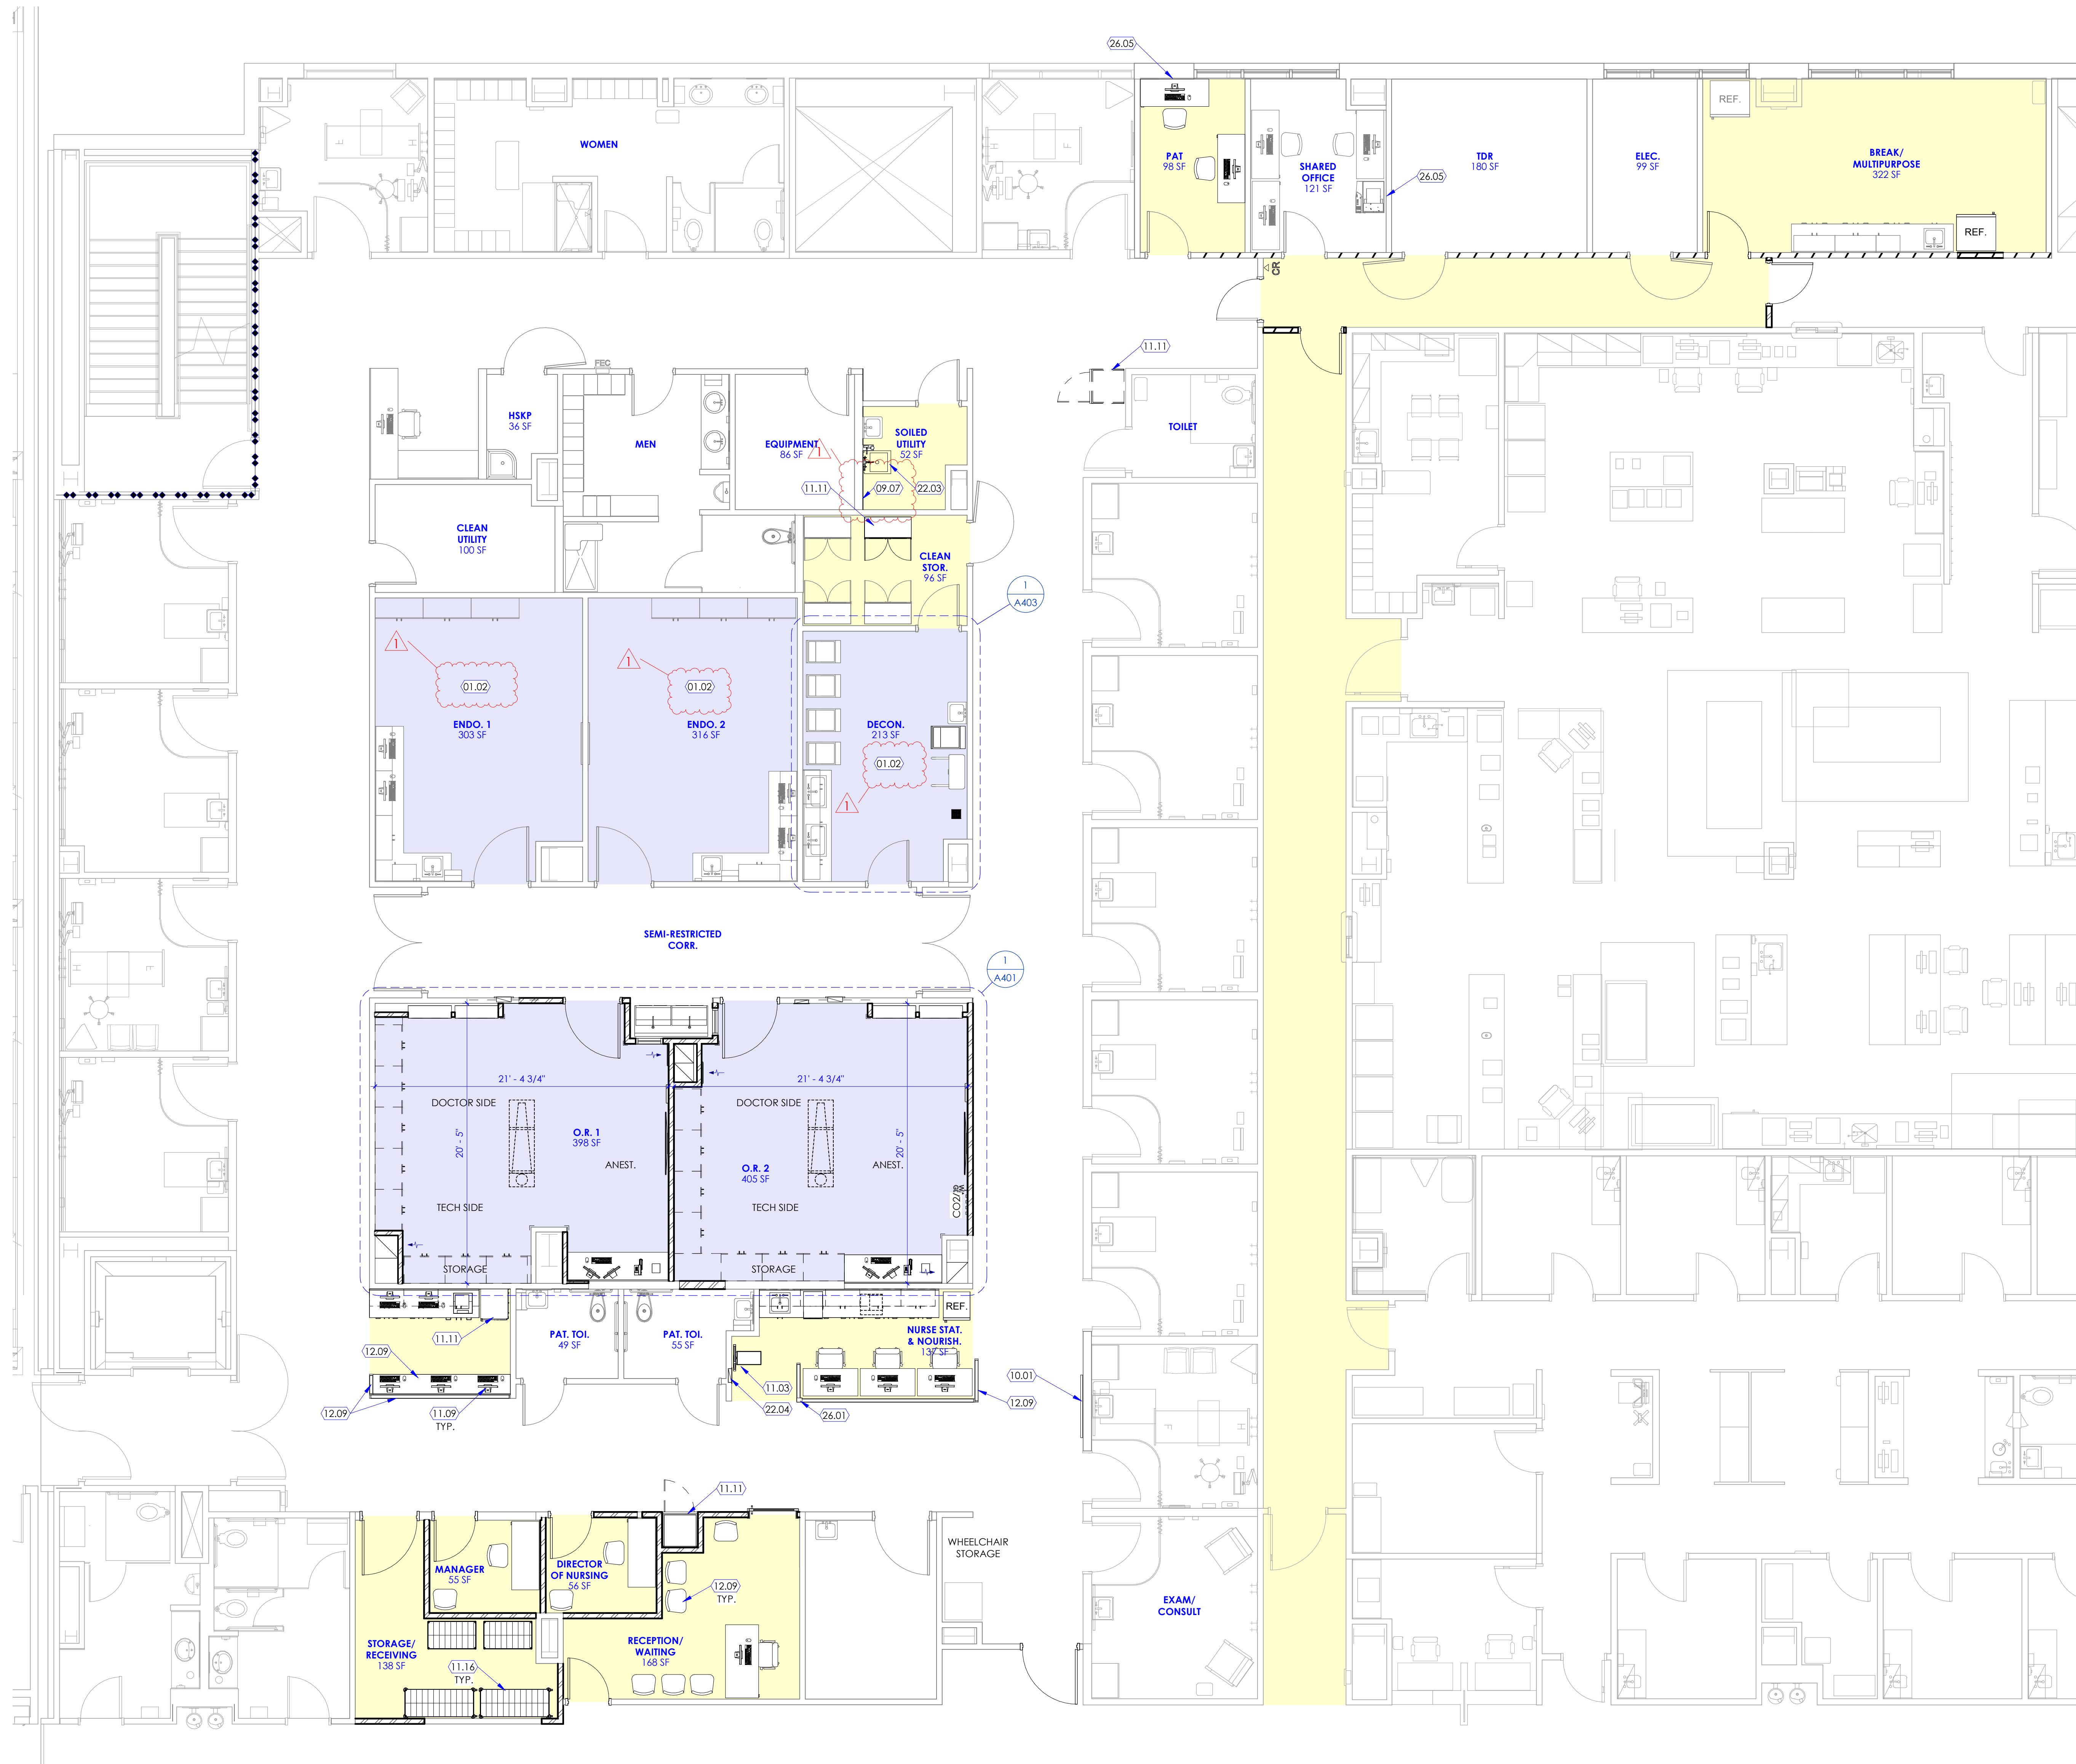 26.05
WOMEN
PAT
98 SF
SHARED
OFFICE
121 SF
26.05
TDR
180 SF
ELEC.
99 SF
REF.
BREAK/
MULTIPURPOSE
322 SF
REF.
CR
11.11
FEC
HSKP
36 SF
MEN
EQUIPMENT
86 SF
1
SOILED
UTILITY
52 SF
TOILET
11.11
09.07
22.03
CLEAN
UTILITY
100 SF
CLEAN
STOR.
96 SF
1
A403
1
01.02
ENDO. 1
303 SF
1
01.02
ENDO. 2
316 SF
DECON.
213 SF
01.02
1
SEMI-RESTRICTED
CORR.
1
A401
21' - 4 3/4"
21' - 4 3/4"
DOCTOR SIDE
DOCTOR SIDE
20' - 5"
20' - 5"
O.R. 1
398 SF
ANEST.
ANEST.
O.R. 2
405 SF
TECH SIDE
TECH SIDE
CO2/
STORAGE
STORAGE
REF.
11.11
PAT. TOI.
49 SF
PAT. TOI.
55 SF
NURSE STAT.
& NOURISH.
137 SF
12.09
11.03
10.01
12.09
11.09
TYP.
22.04
26.01
12.09
11.11
WHEELCHAIR
STORAGE
MANAGER
55 SF
DIRECTOR
OF NURSING
56 SF
12.09
TYP.
EXAM/
CONSULT
STORAGE/
RECEIVING
138 SF
RECEPTION/
WAITING
168 SF
11.16
TYP.